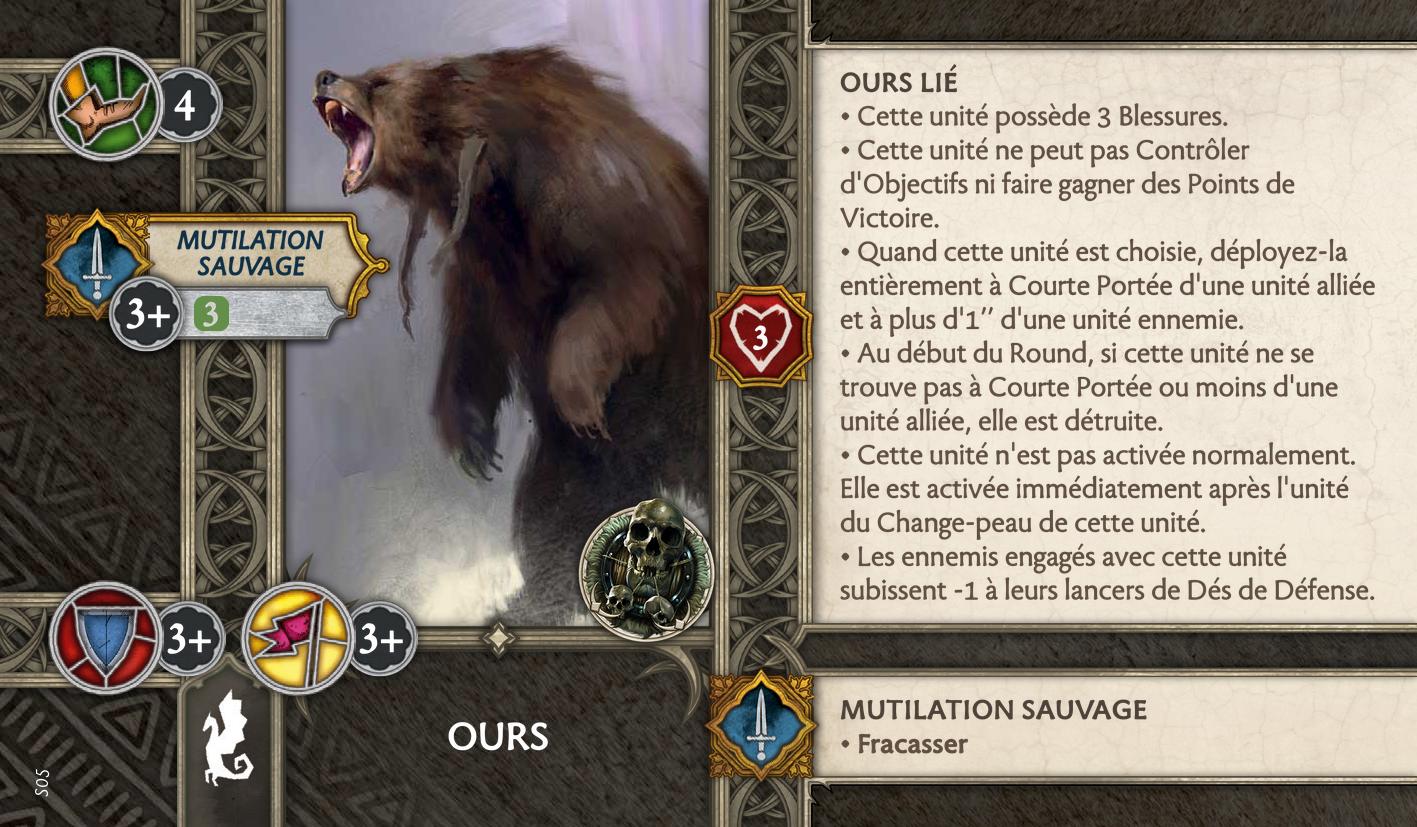 4
MUTILATION
SAUVAGE
3+
3
3+
3+
OURS
SOS
3
OURS LIÉ
• Cette unité possède 3 Blessures.
• Cette unité ne peut pas Contrôler
d'Objectifs ni faire gagner des Points de
Victoire.
• Quand cette unité est choisie, déployez-la
entièrement à Courte Portée d'une unité alliée
et à plus d'1’’ d'une unité ennemie.
• Au début du Round, si cette unité ne se
trouve pas à Courte Portée ou moins d'une
unité alliée, elle est détruite.
• Cette unité n'est pas activée normalement.
Elle est activée immédiatement après l'unité
du Change-peau de cette unité.
• Les ennemis engagés avec cette unité
subissent -1 à leurs lancers de Dés de Défense.
MUTILATION SAUVAGE
• Fracasser